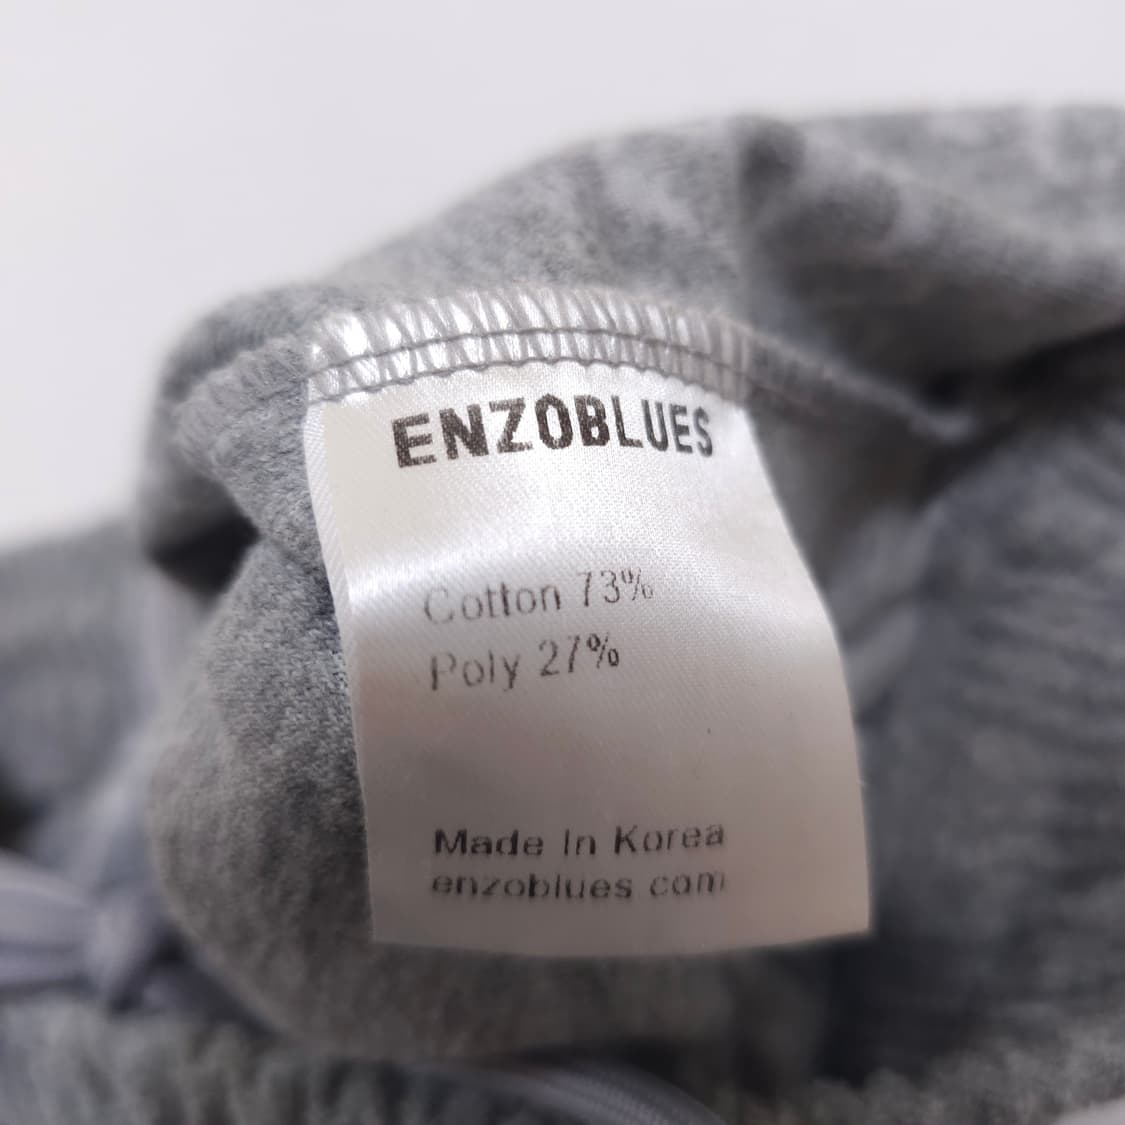 ENZOBLUES
Cotton 73%
Poly 27%
Made In Korea
enzoblues com